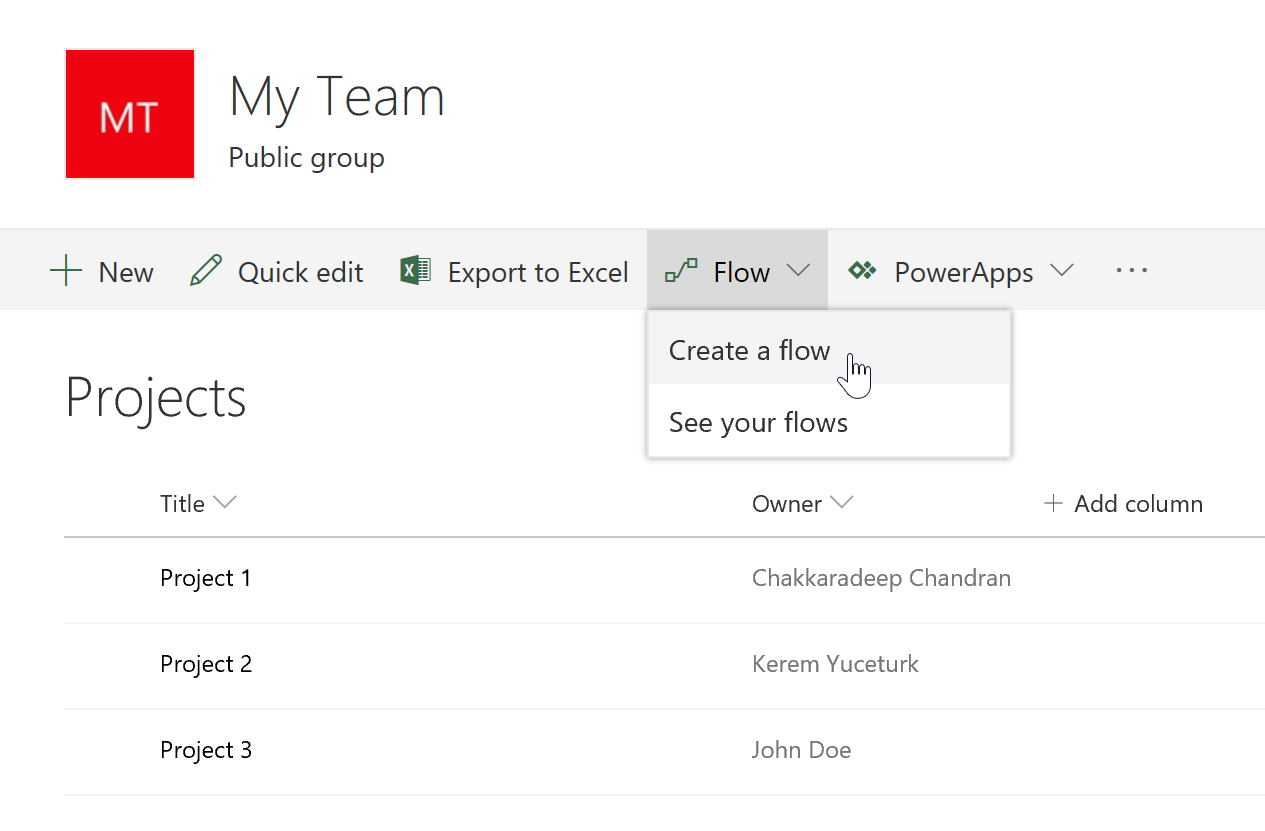 MT
My Team
Public group
New Quick edit Export to Excel Flow PowerApps ...
Create a flow
See your flows
Projects
Title Owner + Add column
Project 1 Chakkaradeep Chandran
Project 2 Kerem Yuceturk
Project 3 John Doe